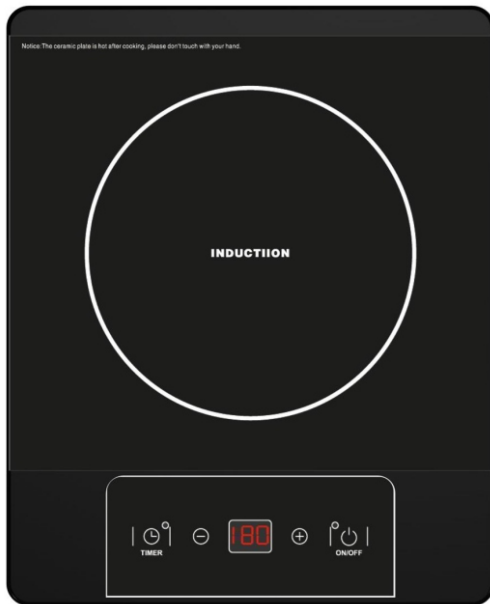 Notice:The ceramic plate is hot after cooking, please don't touch with your hand.
INDUCTIION
180
TIMER
ON/OFF